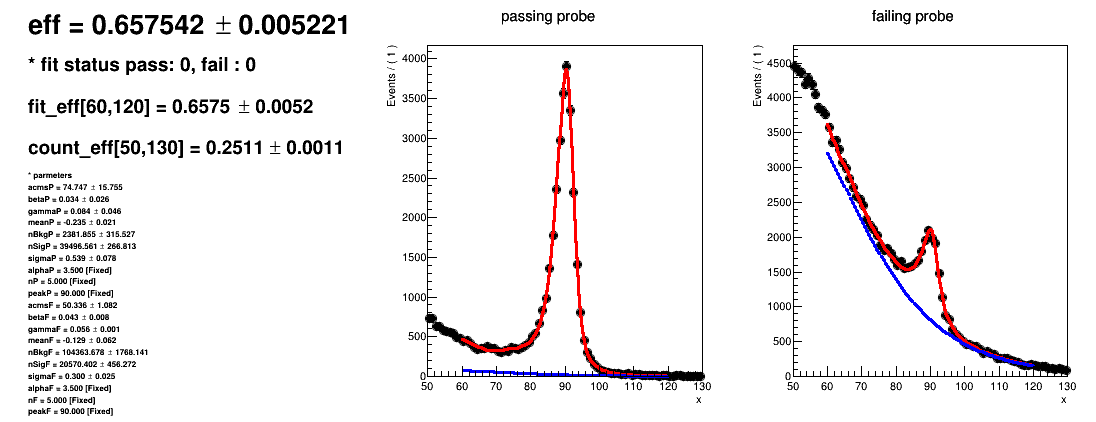 eff = 0.657542 ± 0.005221
* fit status pass: 0, fail : 0
fit_eff[60,120] = 0.6575 ± 0.0052
count_eff[50,130] = 0.2511 ± 0.0011
* parmeters
acmsP = 74.747 ± 15.755
betaP = 0.034 ± 0.026
gammaP = 0.084 ± 0.046
meanP = -0.235 ± 0.021
nBkgP = 2381.855 ± 315.527
nSigP = 39496.561 ± 266.813
sigmaP = 0.539 ± 0.078
alphaP = 3.500 [Fixed]
nP = 5.000 [Fixed]
peakP = 90.000 [Fixed]
acmsF = 50.336 ± 1.082
betaF = 0.043 ± 0.008
gammaF = 0.056 ± 0.001
meanF = -0.129 ± 0.062
nBkgF = 104363.678 ± 1768.141
nSigF = 20570.402 ± 456.272
sigmaF = 0.300 ± 0.025
alphaF = 3.500 [Fixed]
nF = 5.000 [Fixed]
peakF = 90.000 [Fixed]
passing probe
Events / ( 1 )
4000
3500
3000
2500
2000
1500
1000
500
0
50 60 70 80 90 100 110 120 130
x
failing probe
Events / ( 1 )
4500
4000
3500
3000
2500
2000
1500
1000
500
0
50 60 70 80 90 100 110 120 130
x